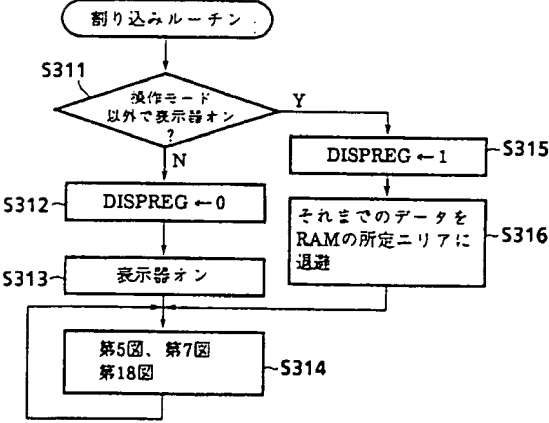 割り込みルーチン
S311
操作モード
以外で表示器オン
?
Y
N
DISPREG←1
S315
DISPREG←0
S312
それまでのデータを
RAMの所定エリアに
退避
S316
表示器オン
S313
第5図、第7図
第18図
S314